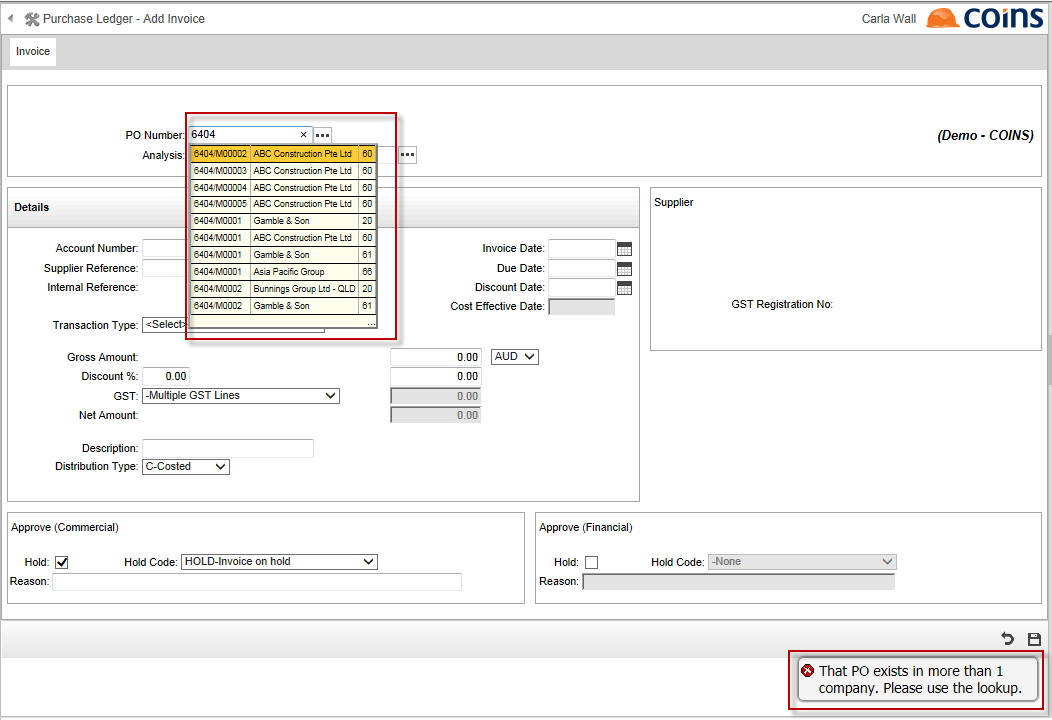 Purchase Ledger - Add Invoice
Carla Wall
coins
Invoice
PO Number: 6404 × ...
(Demo - COINS)
Analysis: ...
6404/M00002 ABC Construction Pte Ltd 60
6404/M00003 ABC Construction Pte Ltd 60
6404/M00004 ABC Construction Pte Ltd 60
6404/M00005 ABC Construction Pte Ltd 60
6404/M0001 Gamble & Son 20
6404/M0001 ABC Construction Pte Ltd 60
6404/M0001 Gamble & Son 61
6404/M0001 Asia Pacific Group 66
6404/M0002 Bunnings Group Ltd - QLD 20
6404/M0002 Gamble & Son 61
...
Details
Account Number:
Supplier Reference:
Internal Reference:
Transaction Type: <Select>
Invoice Date:
Due Date:
Discount Date:
Cost Effective Date:
Supplier
GST Registration No:
Gross Amount: 0.00 AUD
Discount %: 0.00 0.00
GST: -Multiple GST Lines 0.00
Net Amount: 0.00
Description:
Distribution Type: C-Costed
Approve (Commercial)
Hold: Hold Code: HOLD-Invoice on hold
Reason:
Approve (Financial)
Hold: Hold Code: -None
Reason:
That PO exists in more than 1
company. Please use the lookup.